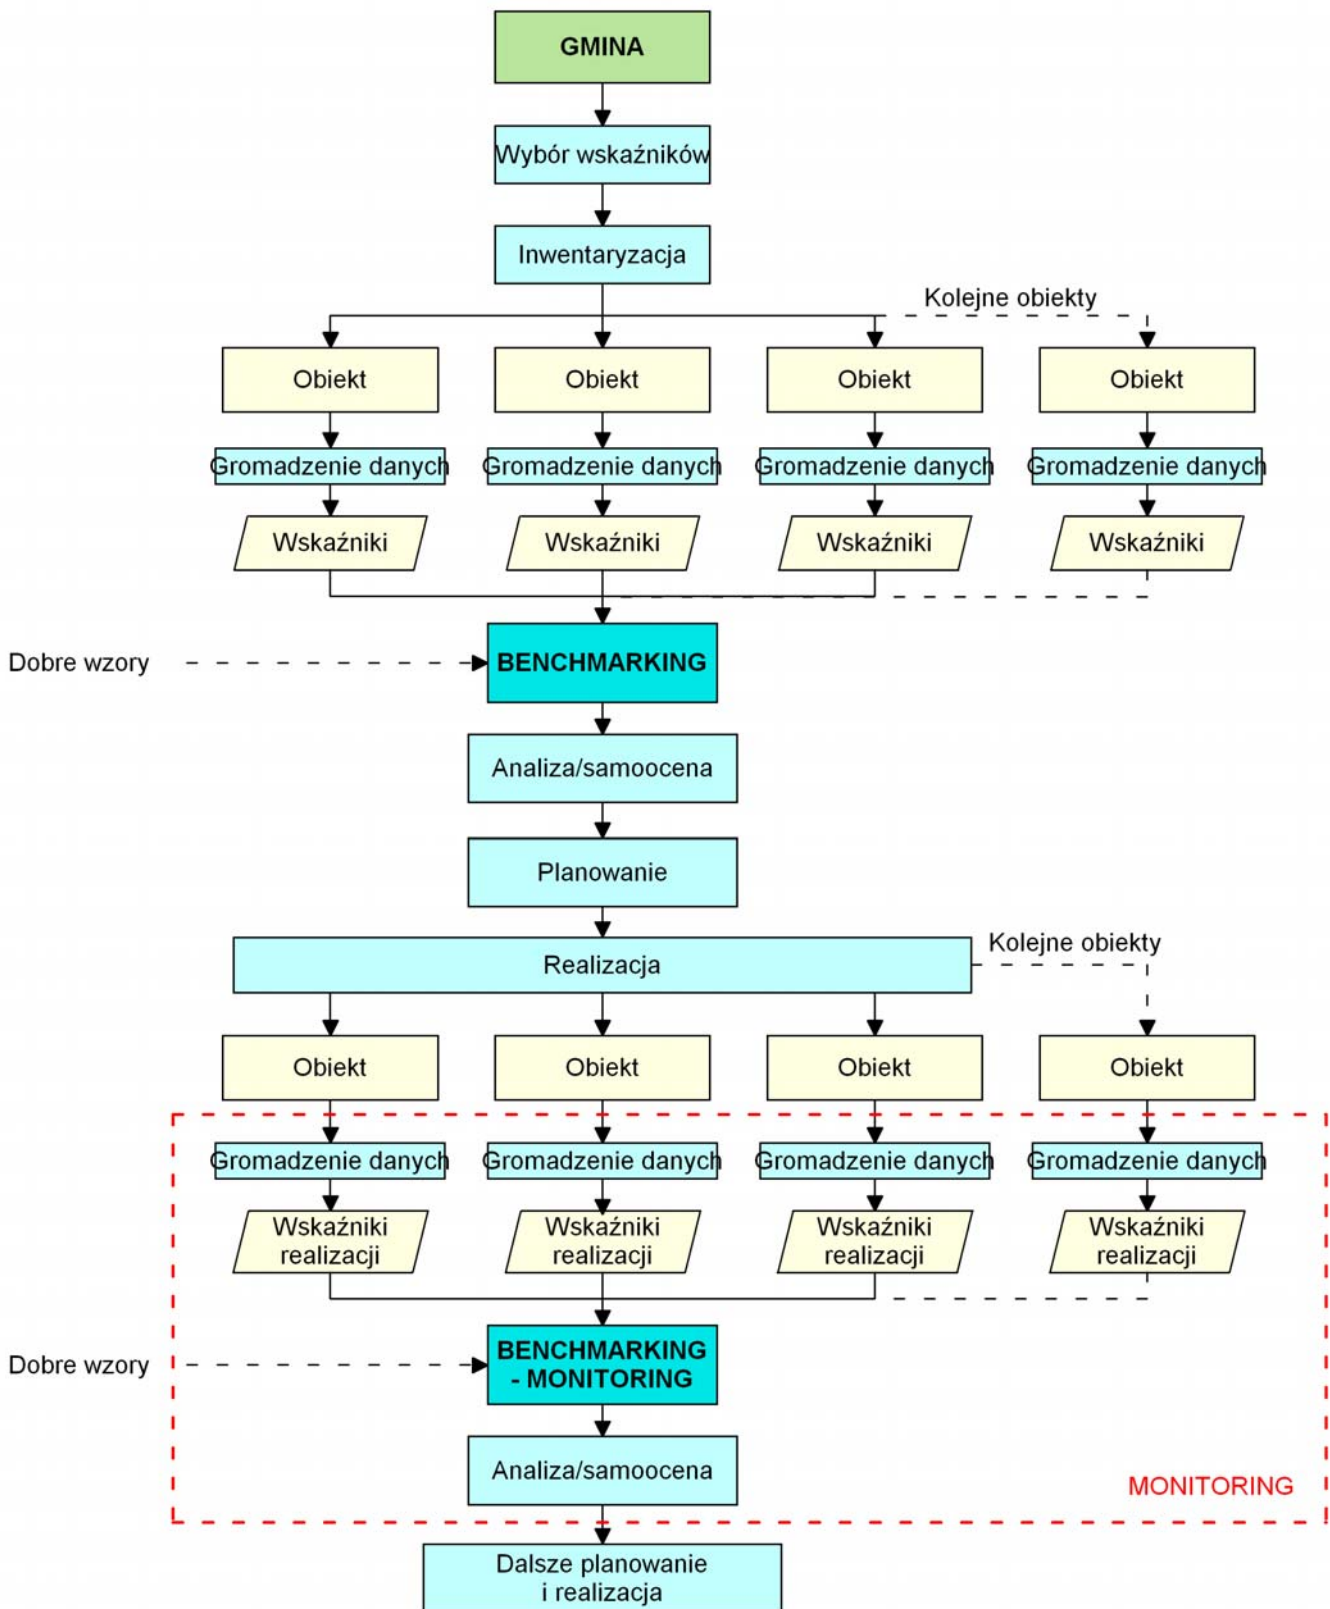 GMINA
Wybór wskaźników
Inwentaryzacja
Kolejne obiekty
Obiekt
Obiekt
Obiekt
Obiekt
Gromadzenie danych
Gromadzenie danych
Gromadzenie danych
Gromadzenie danych
Wskaźniki
Wskaźniki
Wskaźniki
Wskaźniki
Dobre wzory
BENCHMARKING
Analiza/samoocena
Planowanie
Realizacja
Kolejne obiekty
Obiekt
Obiekt
Obiekt
Obiekt
Gromadzenie danych
Gromadzenie danych
Gromadzenie danych
Gromadzenie danych
Wskaźniki
realizacji
Wskaźniki
realizacji
Wskaźniki
realizacji
Wskaźniki
realizacji
Dobre wzory
BENCHMARKING
- MONITORING
Analiza/samoocena
MONITORING
Dalsze planowanie
i realizacja